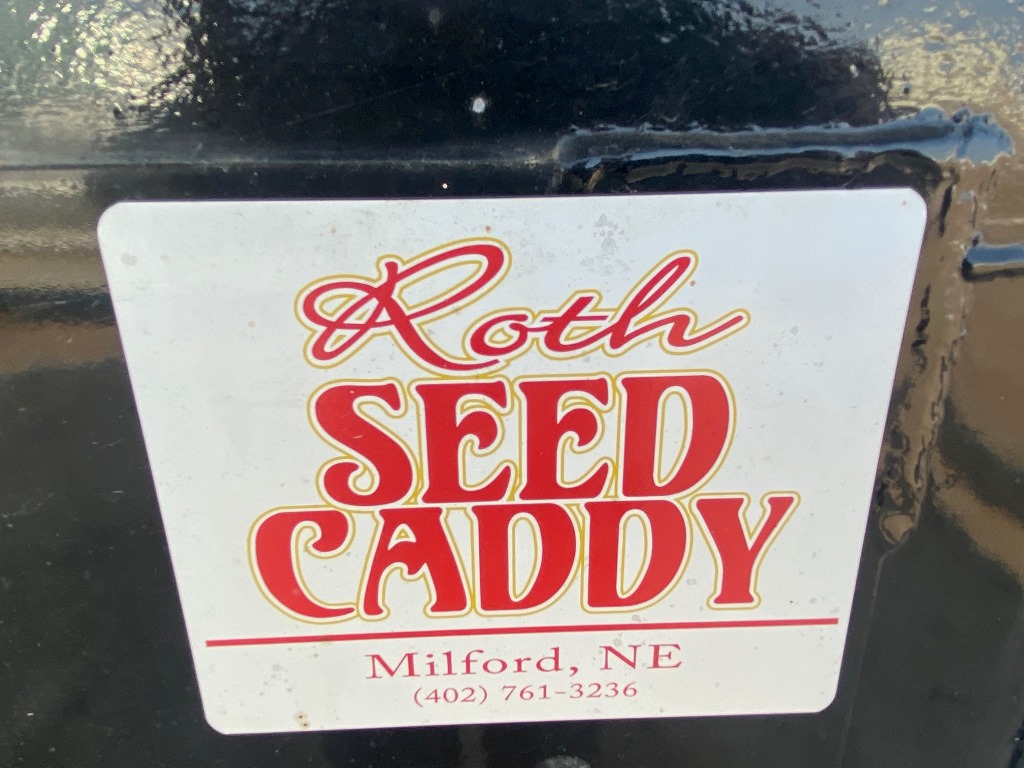 Roth
SEED
CADDY
Milford, NE
(402) 761-3236